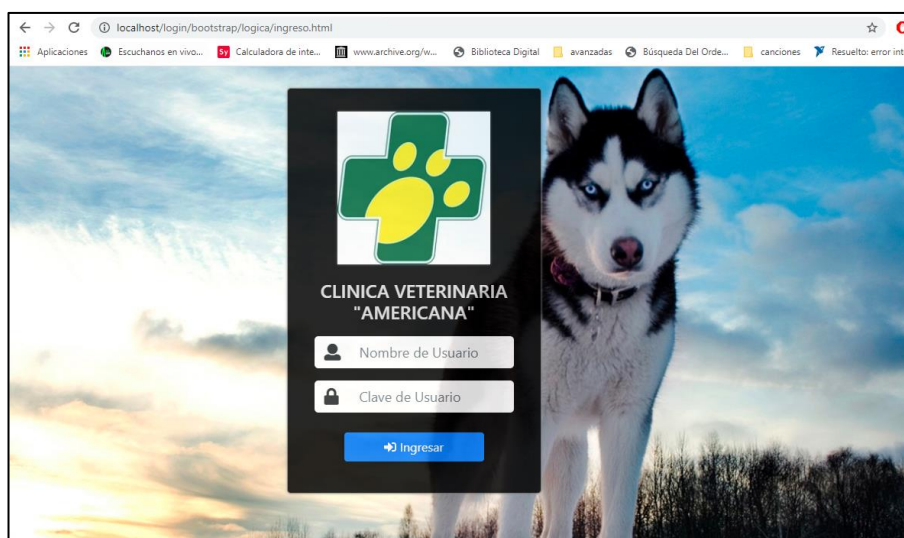 localhost/login/bootstrap/logica/ingreso.html
Aplicaciones Escuchanos en vivo... Sy Calculadora de inte... www.archive.org/w... Biblioteca Digital avanzadas Búsqueda Del Orde... canciones Resuelto: error int
CLINICA VETERINARIA
"AMERICANA"
Nombre de Usuario
Clave de Usuario
Ingresar